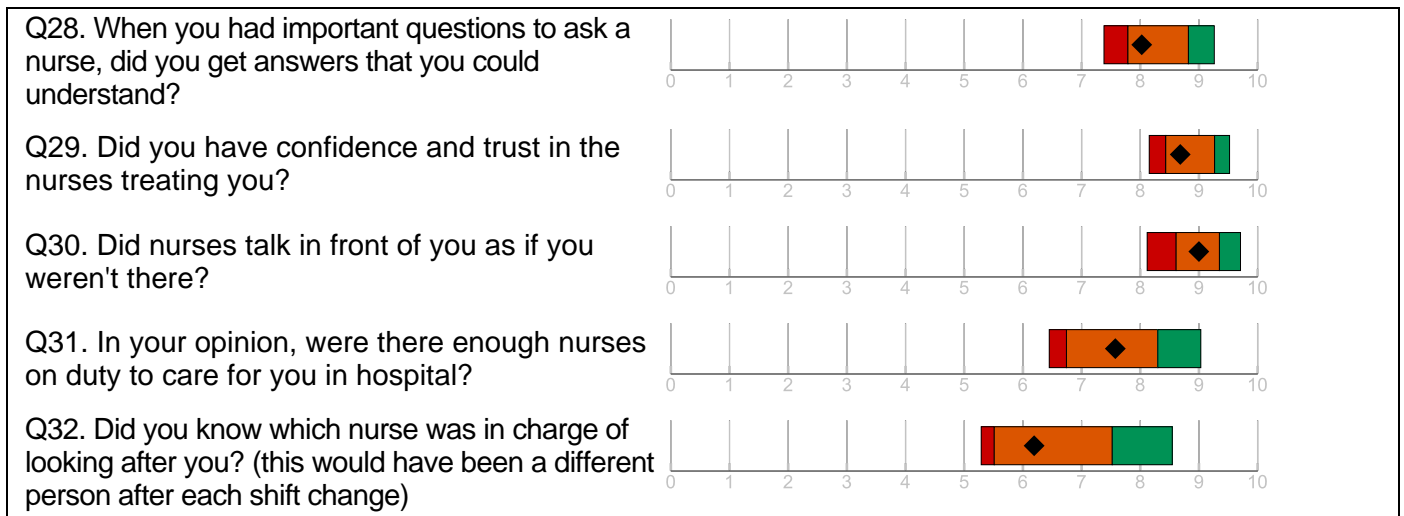 Q28. When you had important questions to ask a
nurse, did you get answers that you could
understand?
0 1 2 3 4 5 6 7 8 9 10
Q29. Did you have confidence and trust in the
nurses treating you?
0 1 2 3 4 5 6 7 8 9 10
Q30. Did nurses talk in front of you as if you
weren't there?
0 1 2 3 4 5 6 7 8 9 10
Q31. In your opinion, were there enough nurses
on duty to care for you in hospital?
0 1 2 3 4 5 6 7 8 9 10
Q32. Did you know which nurse was in charge of
looking after you? (this would have been a different
person after each shift change)
0 1 2 3 4 5 6 7 8 9 10